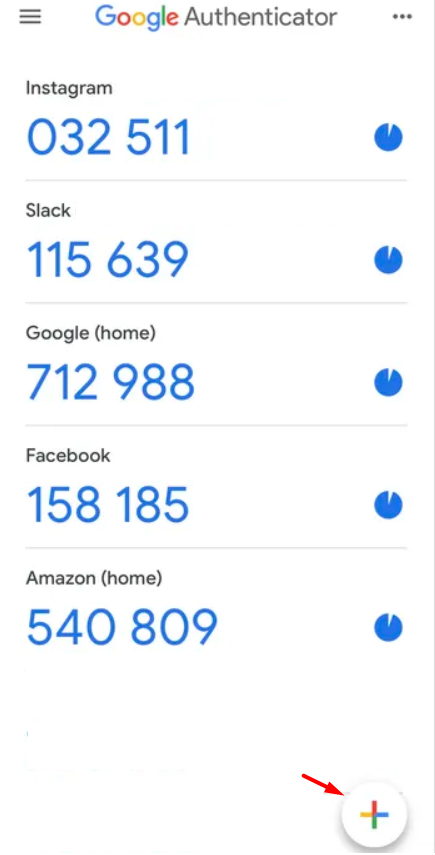 Google Authenticator
Instagram
032 511
Slack
115 639
Google (home)
712 988
Facebook
158 185
Amazon (home)
540 809